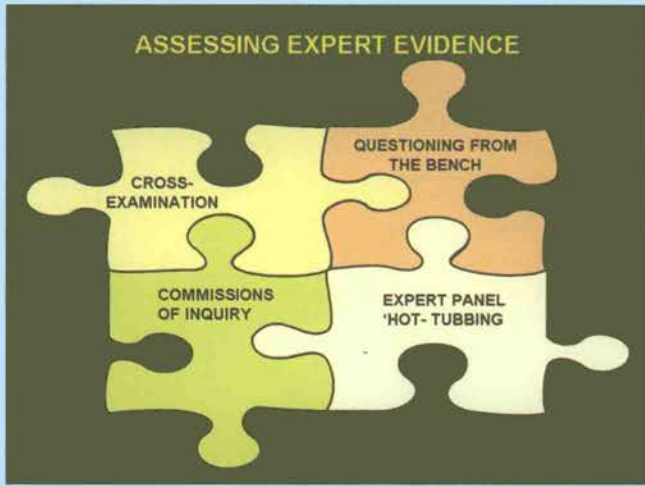 ASSESSING EXPERT EVIDENCE
CROSS-
EXAMINATION
QUESTIONING FROM
THE BENCH
COMMISSIONS
OF INQUIRY
EXPERT PANEL
'HOT- TUBBING